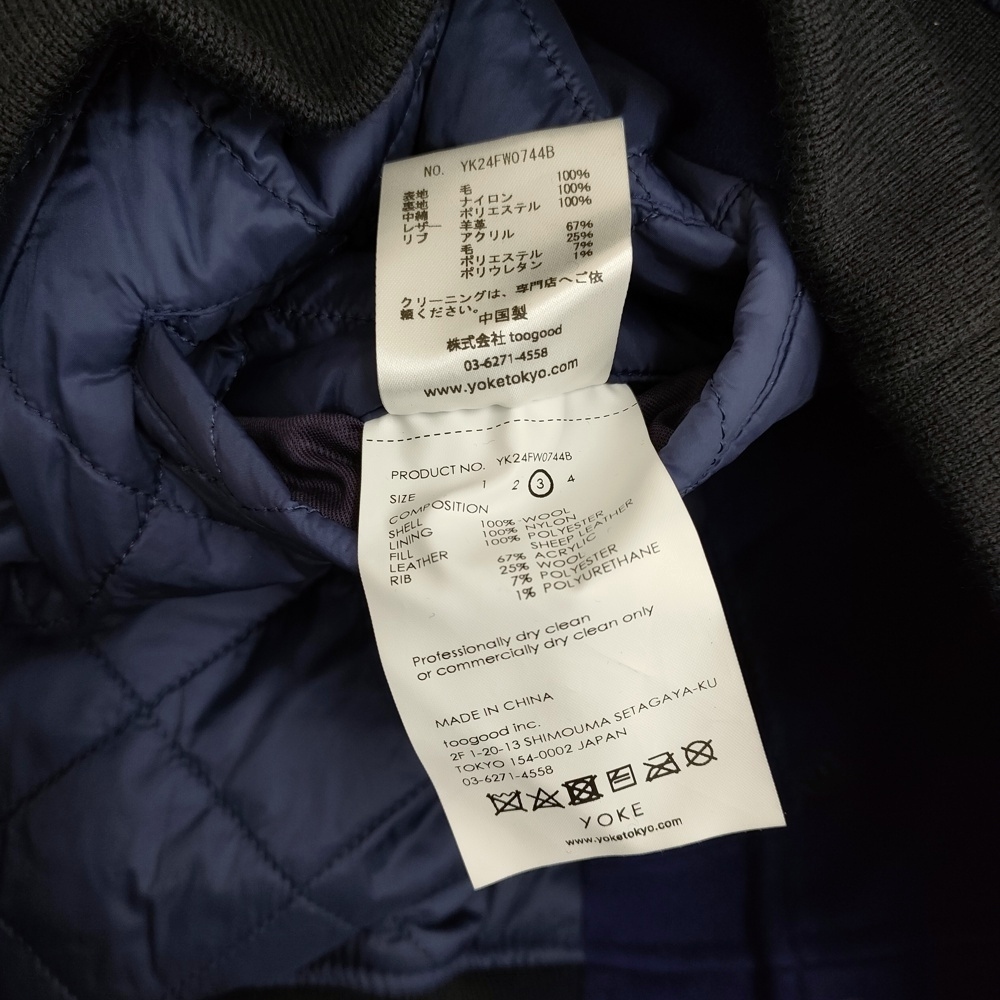 NO. YK24FW0744B
表地 毛 100%
裏地 ナイロン 100%
中綿 ポリエステル 100%
レザー 羊革
リブ アクリル 67%
毛 25%
ポリエステル 7%
ポリウレタン 1%
クリーニングは、専門店へご依
頼ください。
中国製
株式会社 toogood
03-6271-4558
www.yoketokyo.com
PRODUCT NO. YK24FW0744B
SIZE 1 2 3 4
COMPOSITION
SHELL 100% WOOL
LINING 100% NYLON
FILL 100% POLYESTER
LEATHER SHEEP LEATHER
RIB 67% ACRYLIC
25% WOOL
7% POLYESTER
1% POLYURETHANE
Professionally dry clean
or commercially dry clean only
MADE IN CHINA
toogood inc.
2F 1-20-13 SHIMOUMA SETAGAYA-KU
TOKYO 154-0002 JAPAN
03-6271-4558
YOKE
www.yoketokyo.com